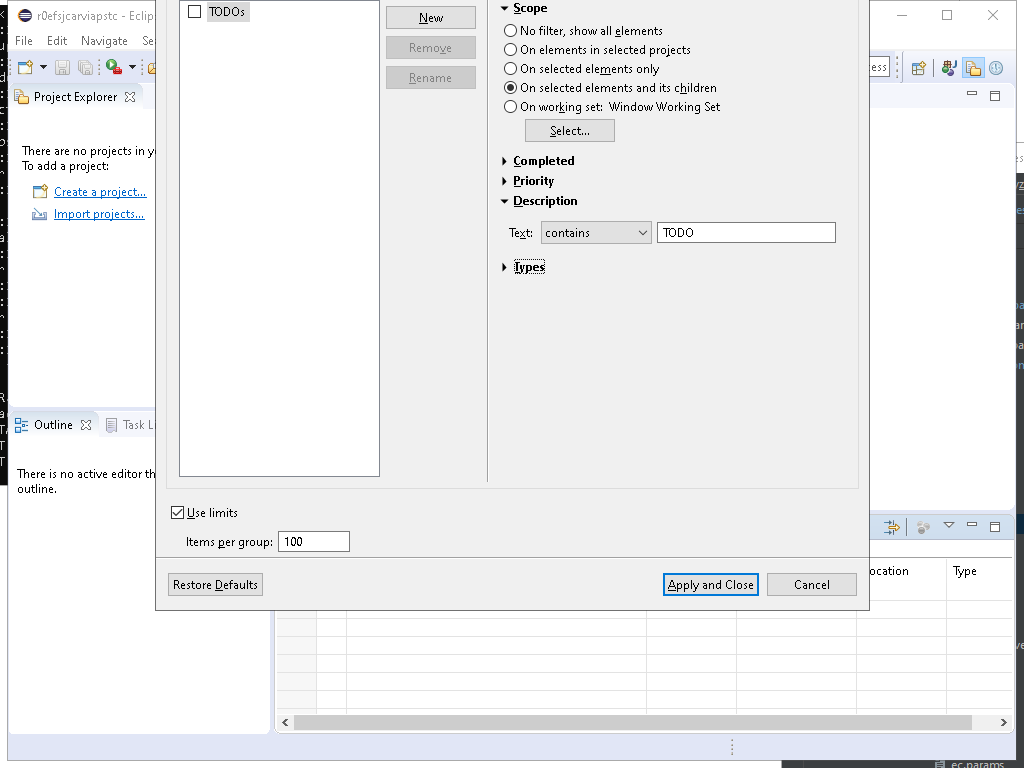 r0efsjcarviapstc - Eclip
File Edit Navigate Se
Project Explorer
There are no projects in y
To add a project:
Create a project...
Import projects...
Outline
Task Li
There is no active editor th
outline.
TODOs
New
Remove
Rename
Scope
No filter, show all elements
On elements in selected projects
On selected elements only
On selected elements and its children
On working set: Window Working Set
Select...
Completed
Priority
Description
Text: contains TODO
Types
Use limits
Items per group: 100
Restore Defaults
Apply and Close
Cancel
ess
ocation
Type
ec.params